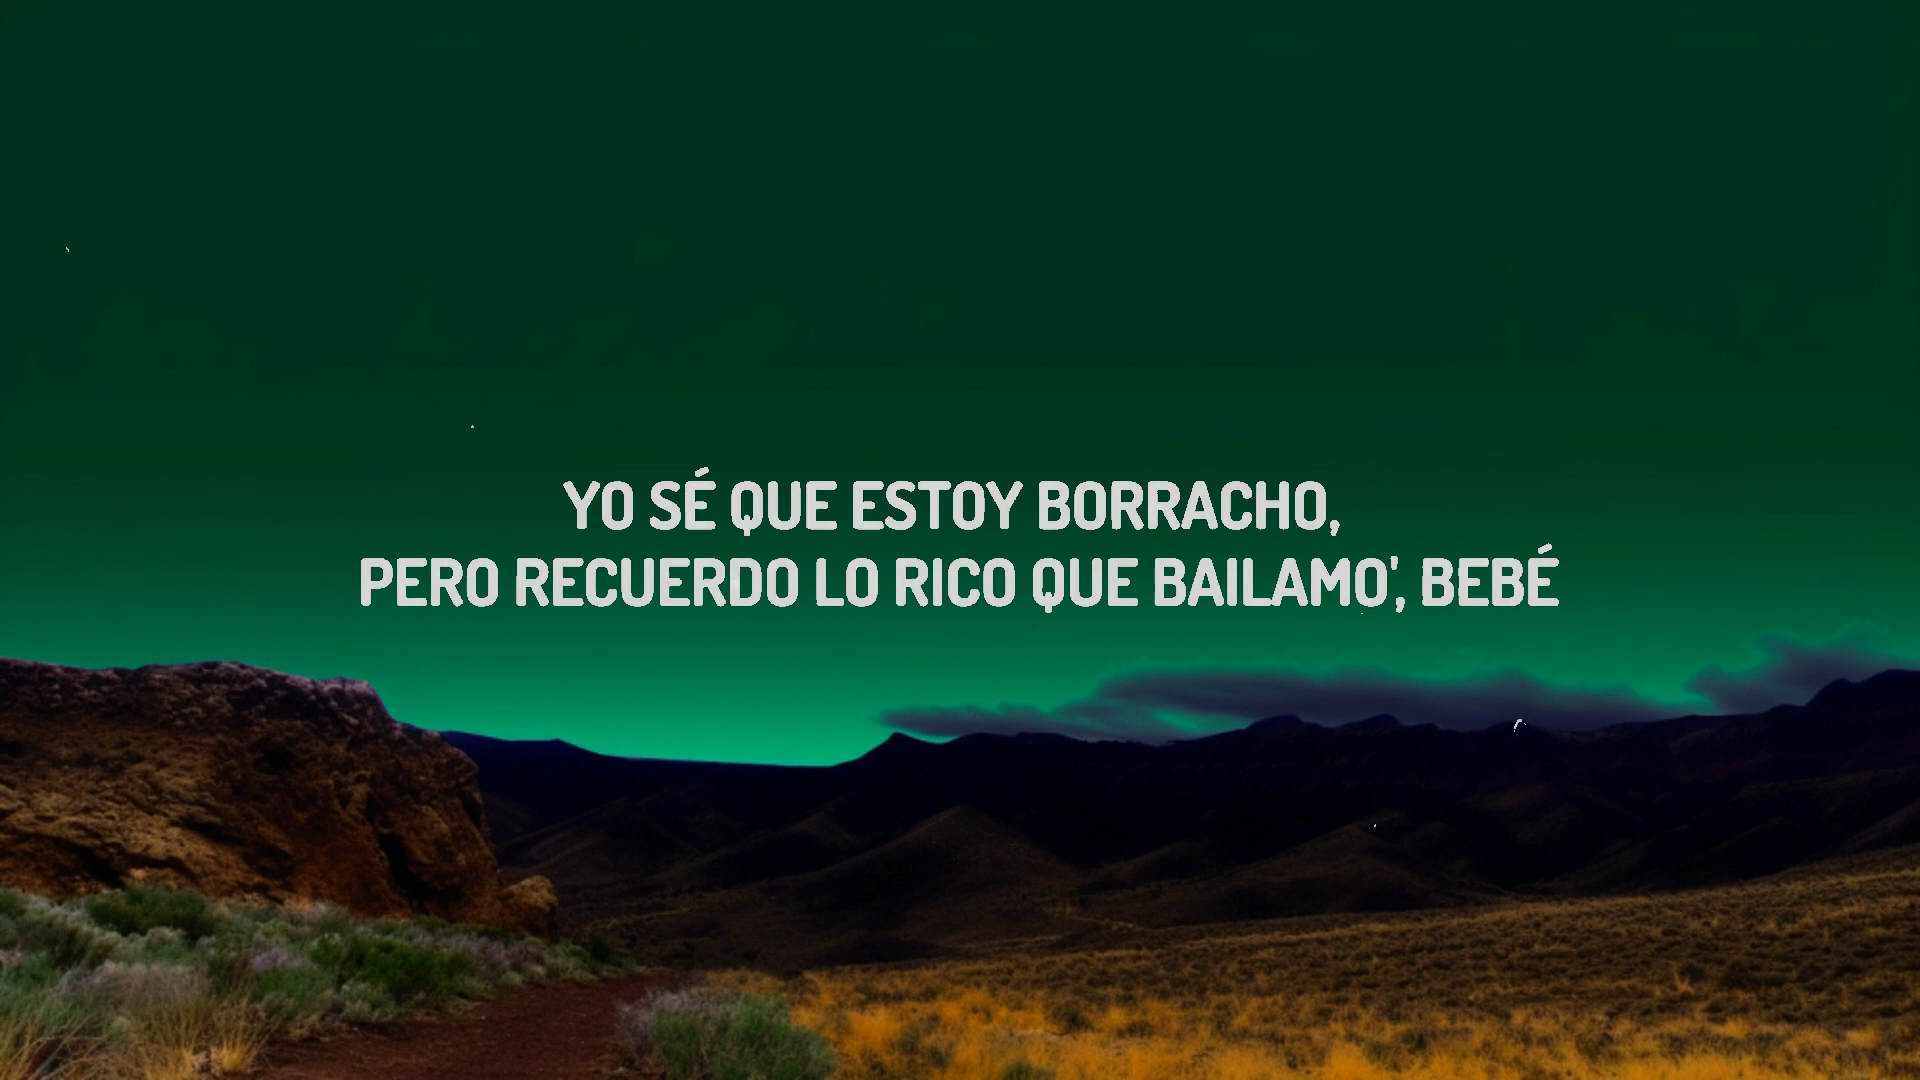 YO SÉ QUE ESTOY BORRACHO,
PERO RECUERDO LO RICO QUE BAILAMO', BEBÉ